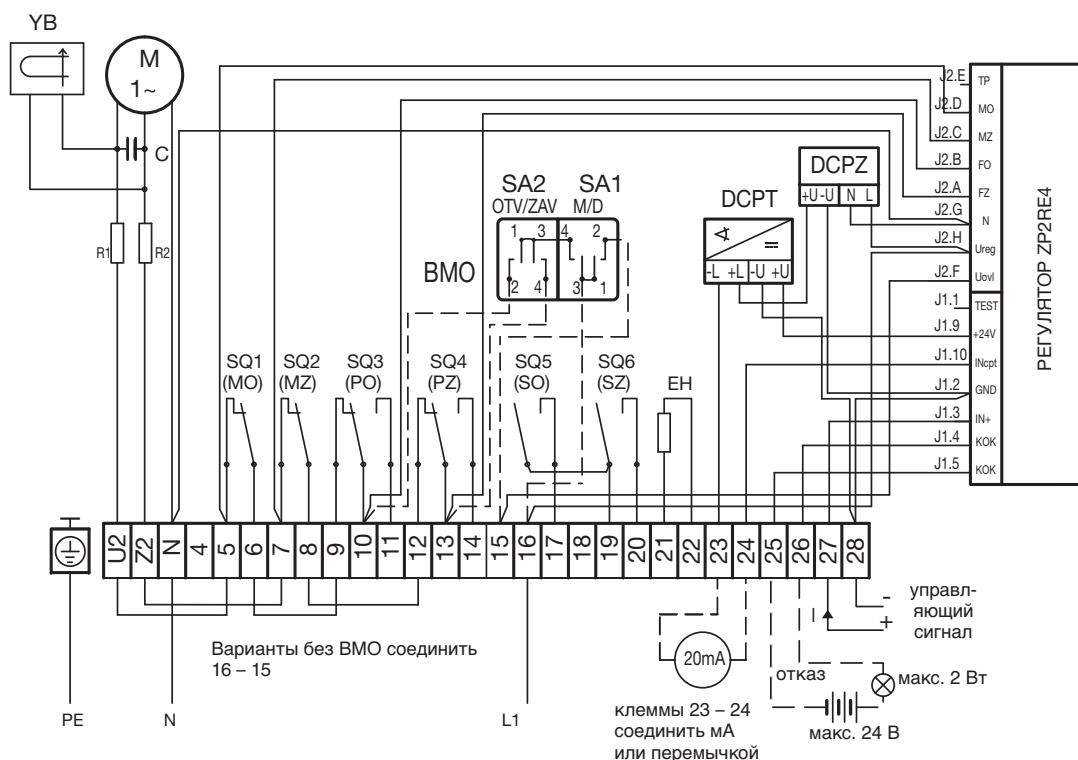 YB
M
1~
C
R1
R2
SA2
SA1
OTV/ZAV
M/D
1 3 4 2
2 4 3 1
BMO
DCPT
-L +L -U +U
DCPZ
+U -U N L
J2.E TP
J2.D MO
J2.C MZ
J2.B FO
J2.A FZ
J2.G N
J2.H Ureg
J2.F Uovl
J1.1 TEST
J1.9 +24V
J1.10 INcpt
J1.2 GND
J1.3 IN+
J1.4 KOK
J1.5 KOK
РЕГУЛЯТОР ZP2RE4
SQ1
(MO)
SQ2
(MZ)
SQ3
(PO)
SQ4
(PZ)
SQ5
(SO)
SQ6
(SZ)
EH
U2 Z2 N 4 5 6 7 8 9 10 11 12 13 14 15 16 17 18 19 20 21 22 23 24 25 26 27 28
Варианты без BMO соединить
16 – 15
PE
N
L1
20mA
клеммы 23 – 24
соединить мА
или перемычкой
отказ
макс. 2 Вт
макс. 24 В
I
-
+
управл-
яющий
сигнал